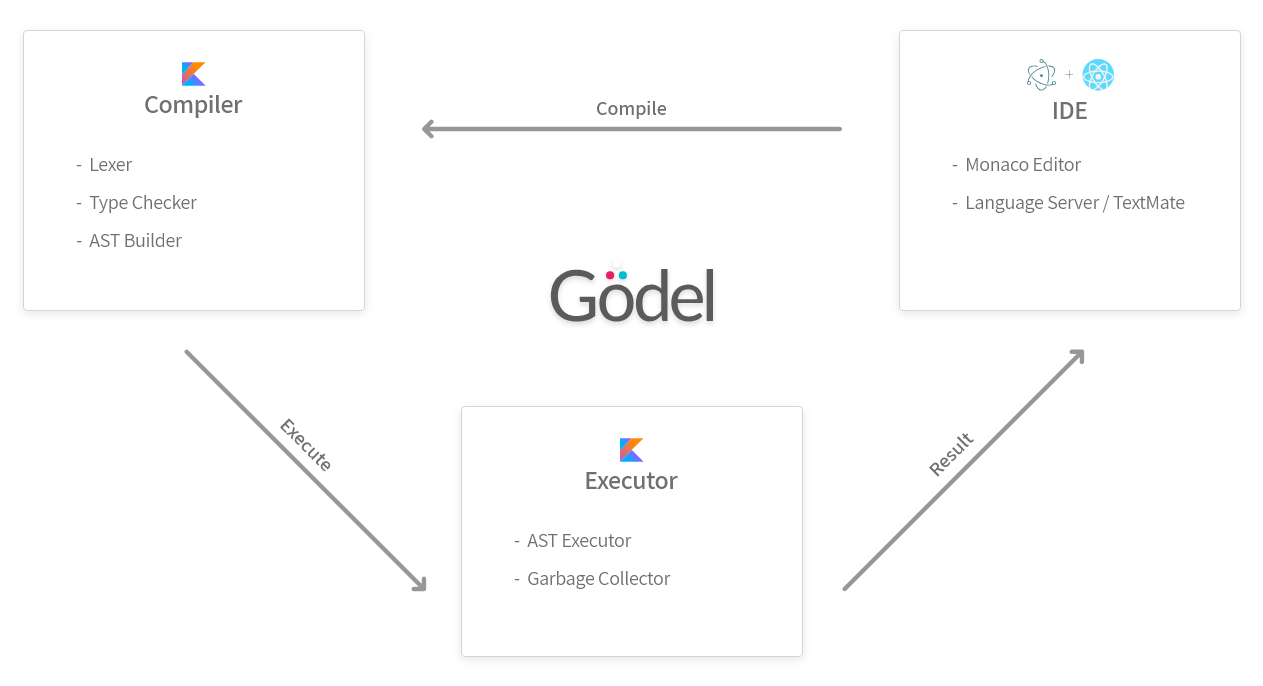 Compiler
- Lexer
- Type Checker
- AST Builder
Compile
+
IDE
- Monaco Editor
- Language Server / TextMate
Gödel
Execute
Executor
- AST Executor
- Garbage Collector
Result